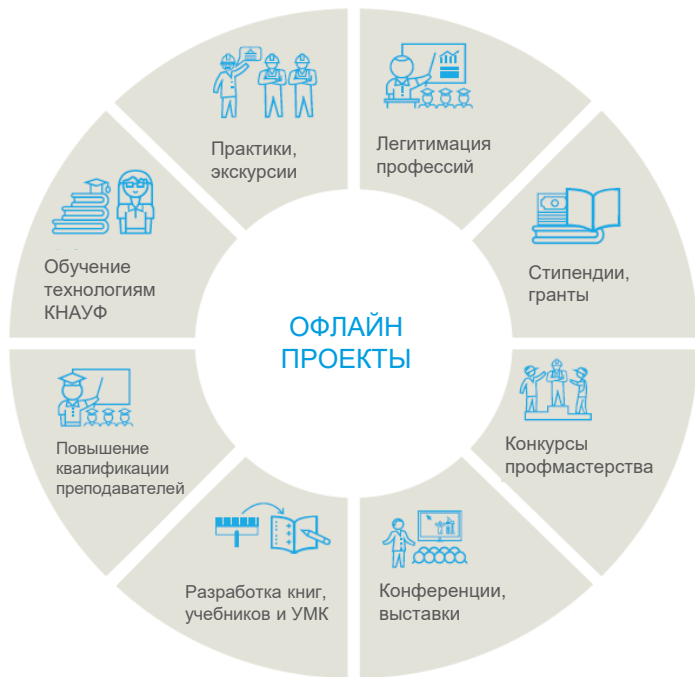 Практики,
экскурсии
Легитимация
профессий
Обучение
технологиям
КНАУФ
Стипендии,
гранты
ОФЛАЙН
ПРОЕКТЫ
Повышение
квалификации
преподавателей
Конкурсы
профмастерства
Разработка книг,
учебников и УМК
Конференции,
выставки